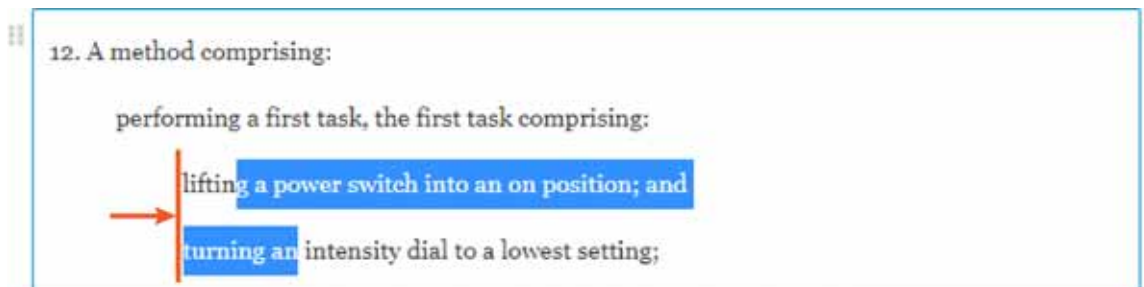 12. A method comprising:
performing a first task, the first task comprising:
lifting a power switch into an on position; and
turning an intensity dial to a lowest setting;